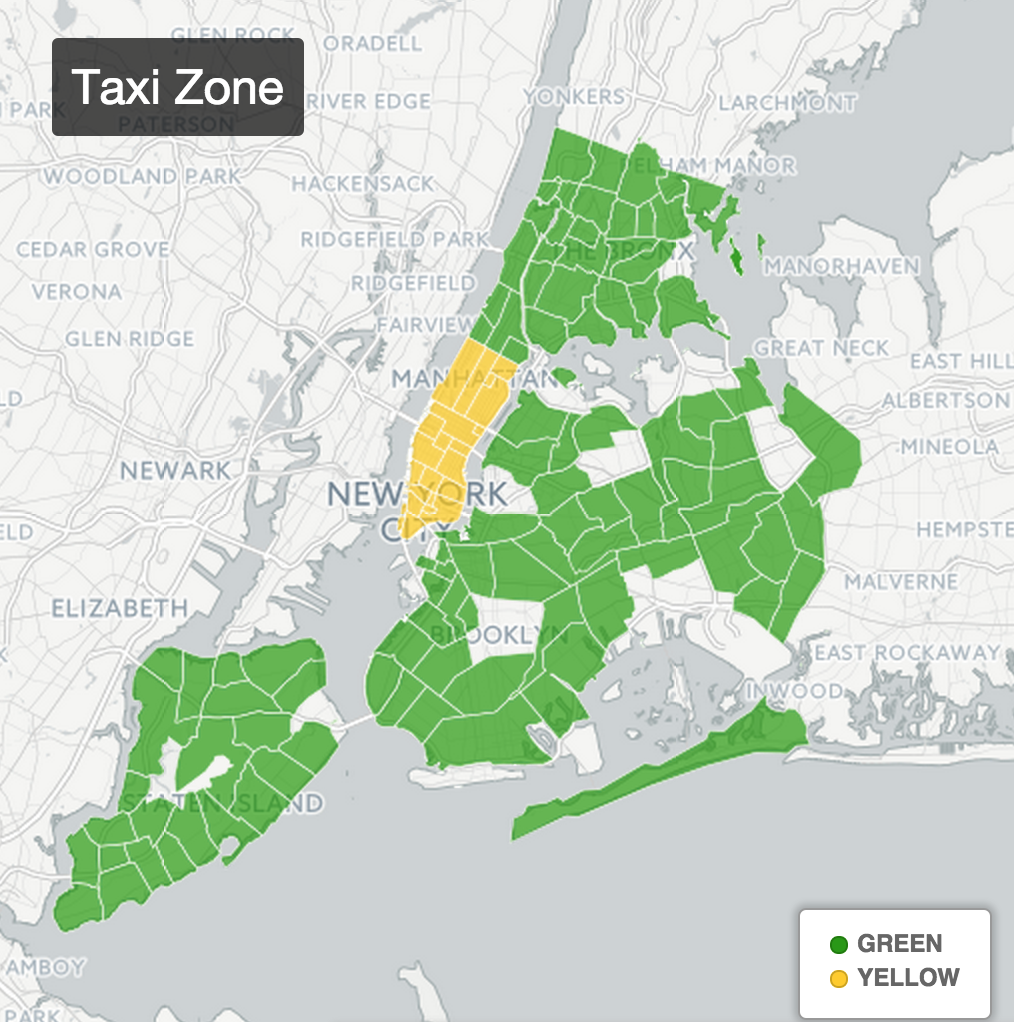 GLEN ROCK
ORADELL
Taxi Zone
YONKERS
RIVER EDGE
LARCHMONT
PARK
PATERSON
PELHAM MANOR
WOODLAND PARK
HACKENSACK
RIDGEFIELD PARK
CEDAR GROVE
THE BRONX
MANORHAVEN
RIDGEFIELD
VERONA
FAIRVIEW
GLEN RIDGE
GREAT NECK
EAST HILL
MANHATTAN
LD
ALBERTSON
MINEOLA
NEWARK
NEW YORK
CITY
ELD
HEMPSTE
MALVERNE
ELIZABETH
BROOKLYN
K
EAST ROCKAWAY
INWOOD
STATEN ISLAND
GREEN
YELLOW
AMBOY
PARK